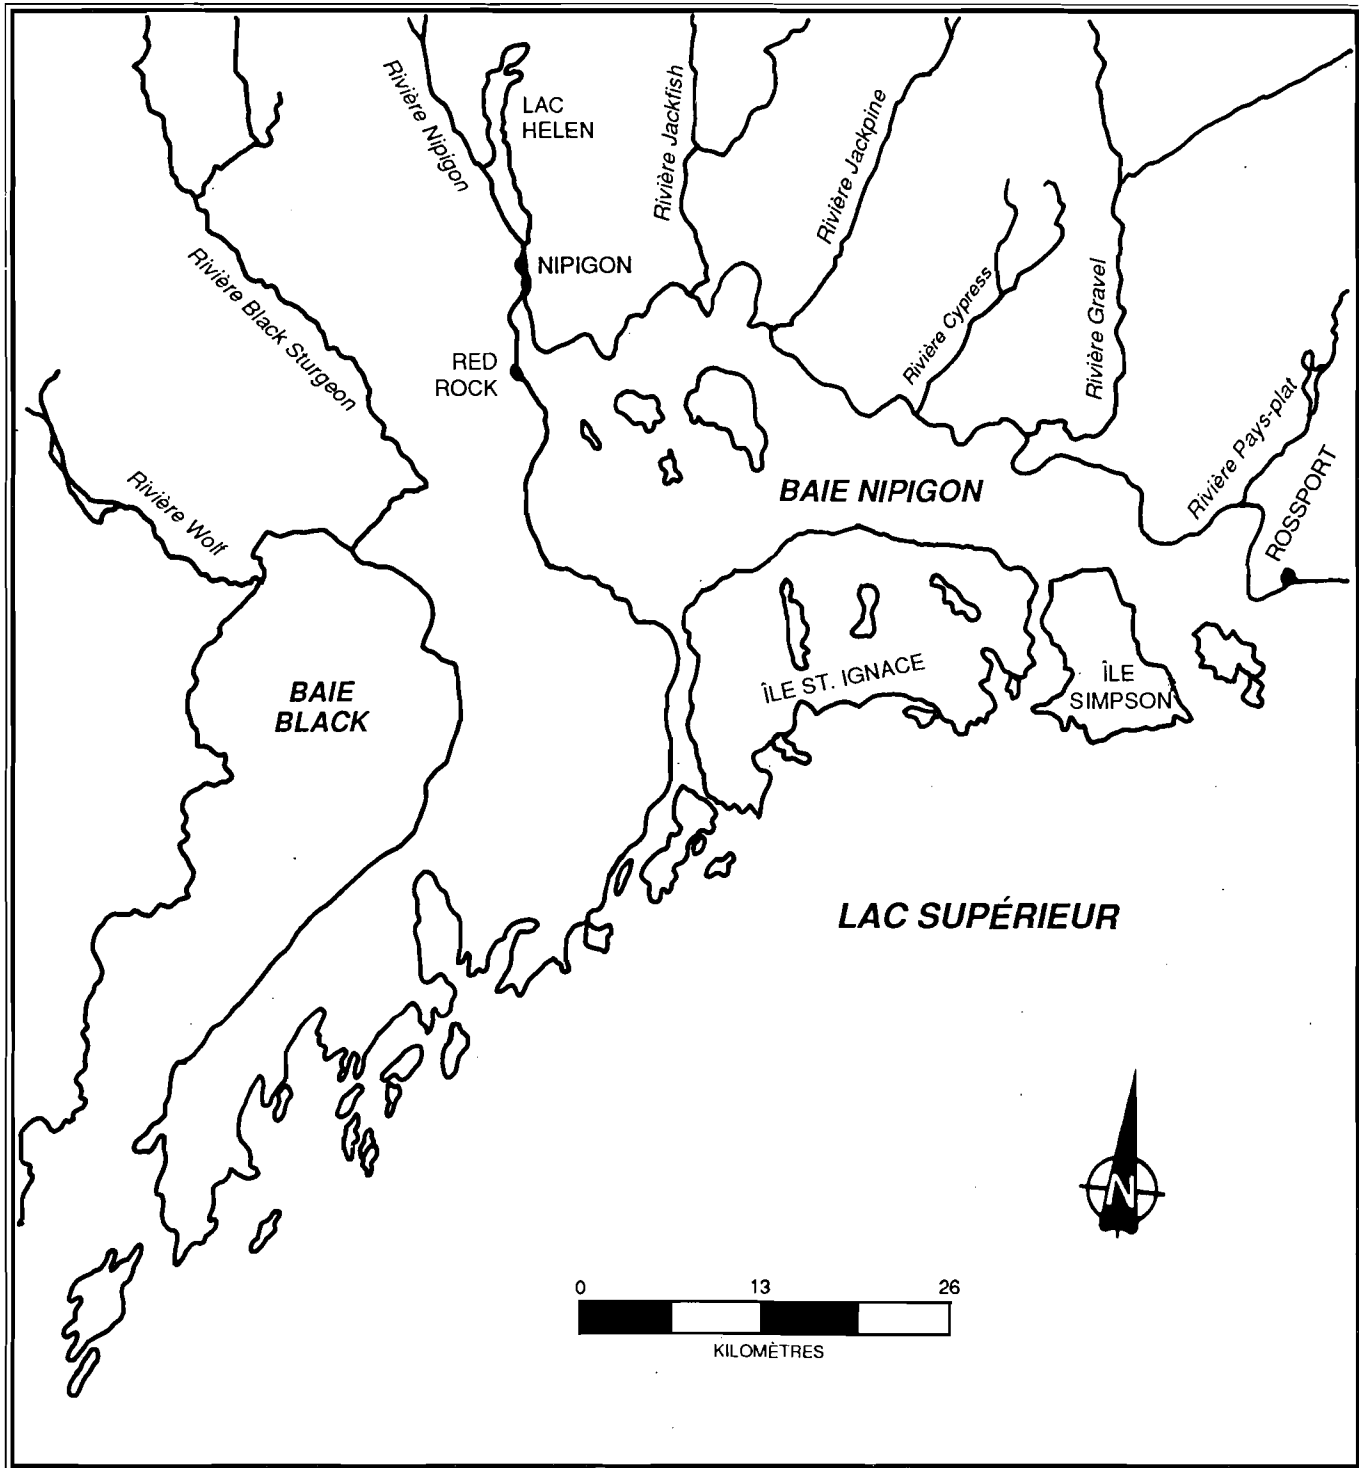 Rivière Nipigon
LAC
HELEN
Rivière Jackfish
Rivière Jackpine
NIPIGON
Rivière Black Sturgeon
Rivière Cypress
Rivière Gravel
RED
ROCK
Rivière Pays-plat
ROSSPORT
Rivière Wolf
BAIE NIPIGON
BAIE
BLACK
ÎLE ST. IGNACE
ÎLE
SIMPSON
LAC SUPÉRIEUR
N
0 13 26
KILOMÈTRES